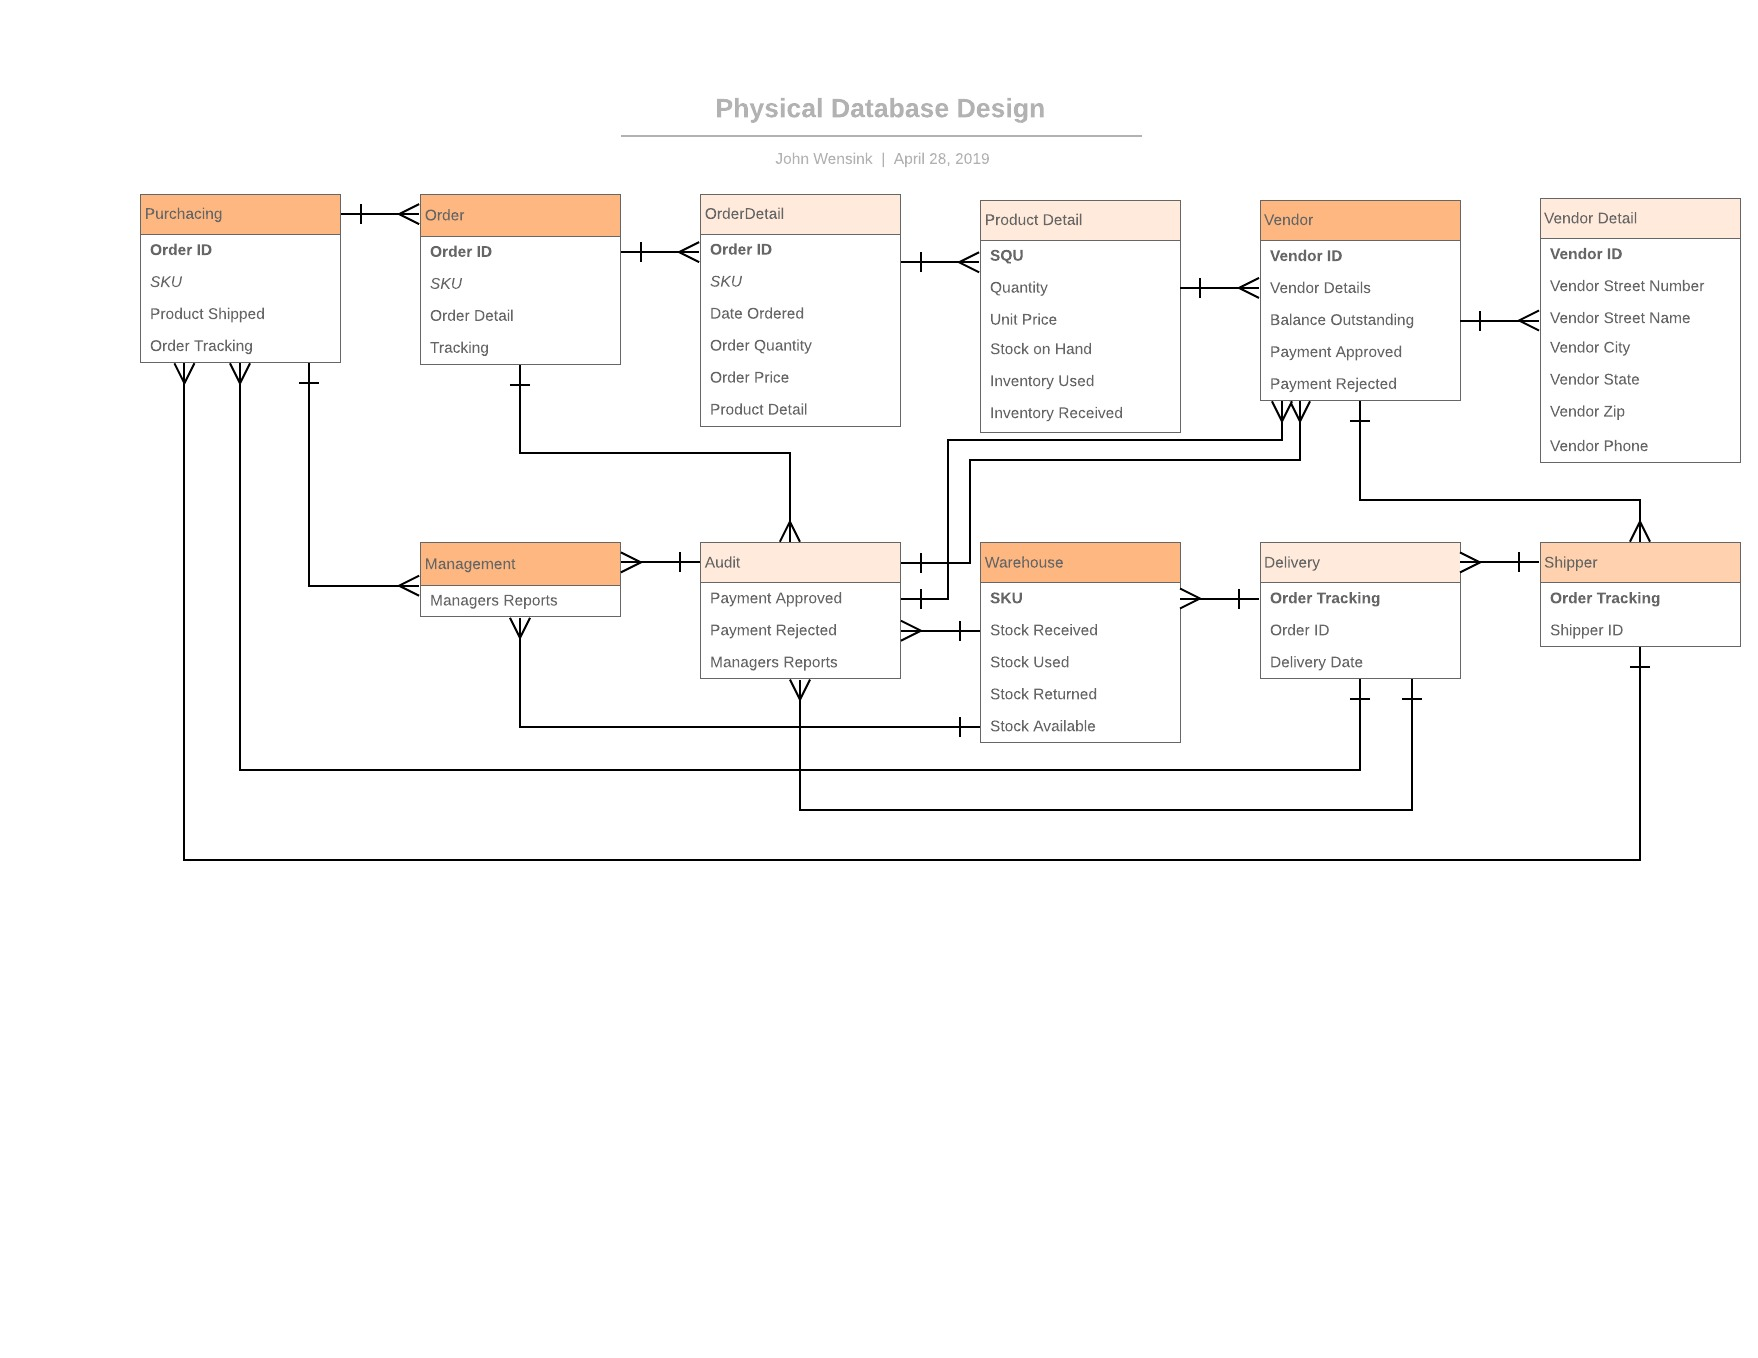 Physical Database Design
John Wensink | April 28, 2019
Purchacing
Order ID
SKU
Product Shipped
Order Tracking
Order
Order ID
SKU
Order Detail
Tracking
OrderDetail
Order ID
SKU
Date Ordered
Order Quantity
Order Price
Product Detail
Product Detail
SQU
Quantity
Unit Price
Stock on Hand
Inventory Used
Inventory Received
Vendor
Vendor ID
Vendor Details
Balance Outstanding
Payment Approved
Payment Rejected
Vendor Detail
Vendor ID
Vendor Street Number
Vendor Street Name
Vendor City
Vendor State
Vendor Zip
Vendor Phone
Management
Managers Reports
Audit
Payment Approved
Payment Rejected
Managers Reports
Warehouse
SKU
Stock Received
Stock Used
Stock Returned
Stock Available
Delivery
Order Tracking
Order ID
Delivery Date
Shipper
Order Tracking
Shipper ID